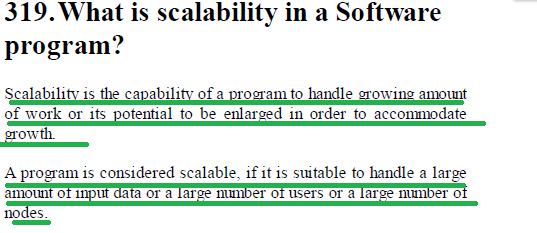 319. What is scalability in a Software
program?
Scalability is the capability of a program to handle growing amount
of work or its potential to be enlarged in order to accommodate
growth.
A program is considered scalable, if it is suitable to handle a large
amount of input data or a large number of users or a large number of
nodes.